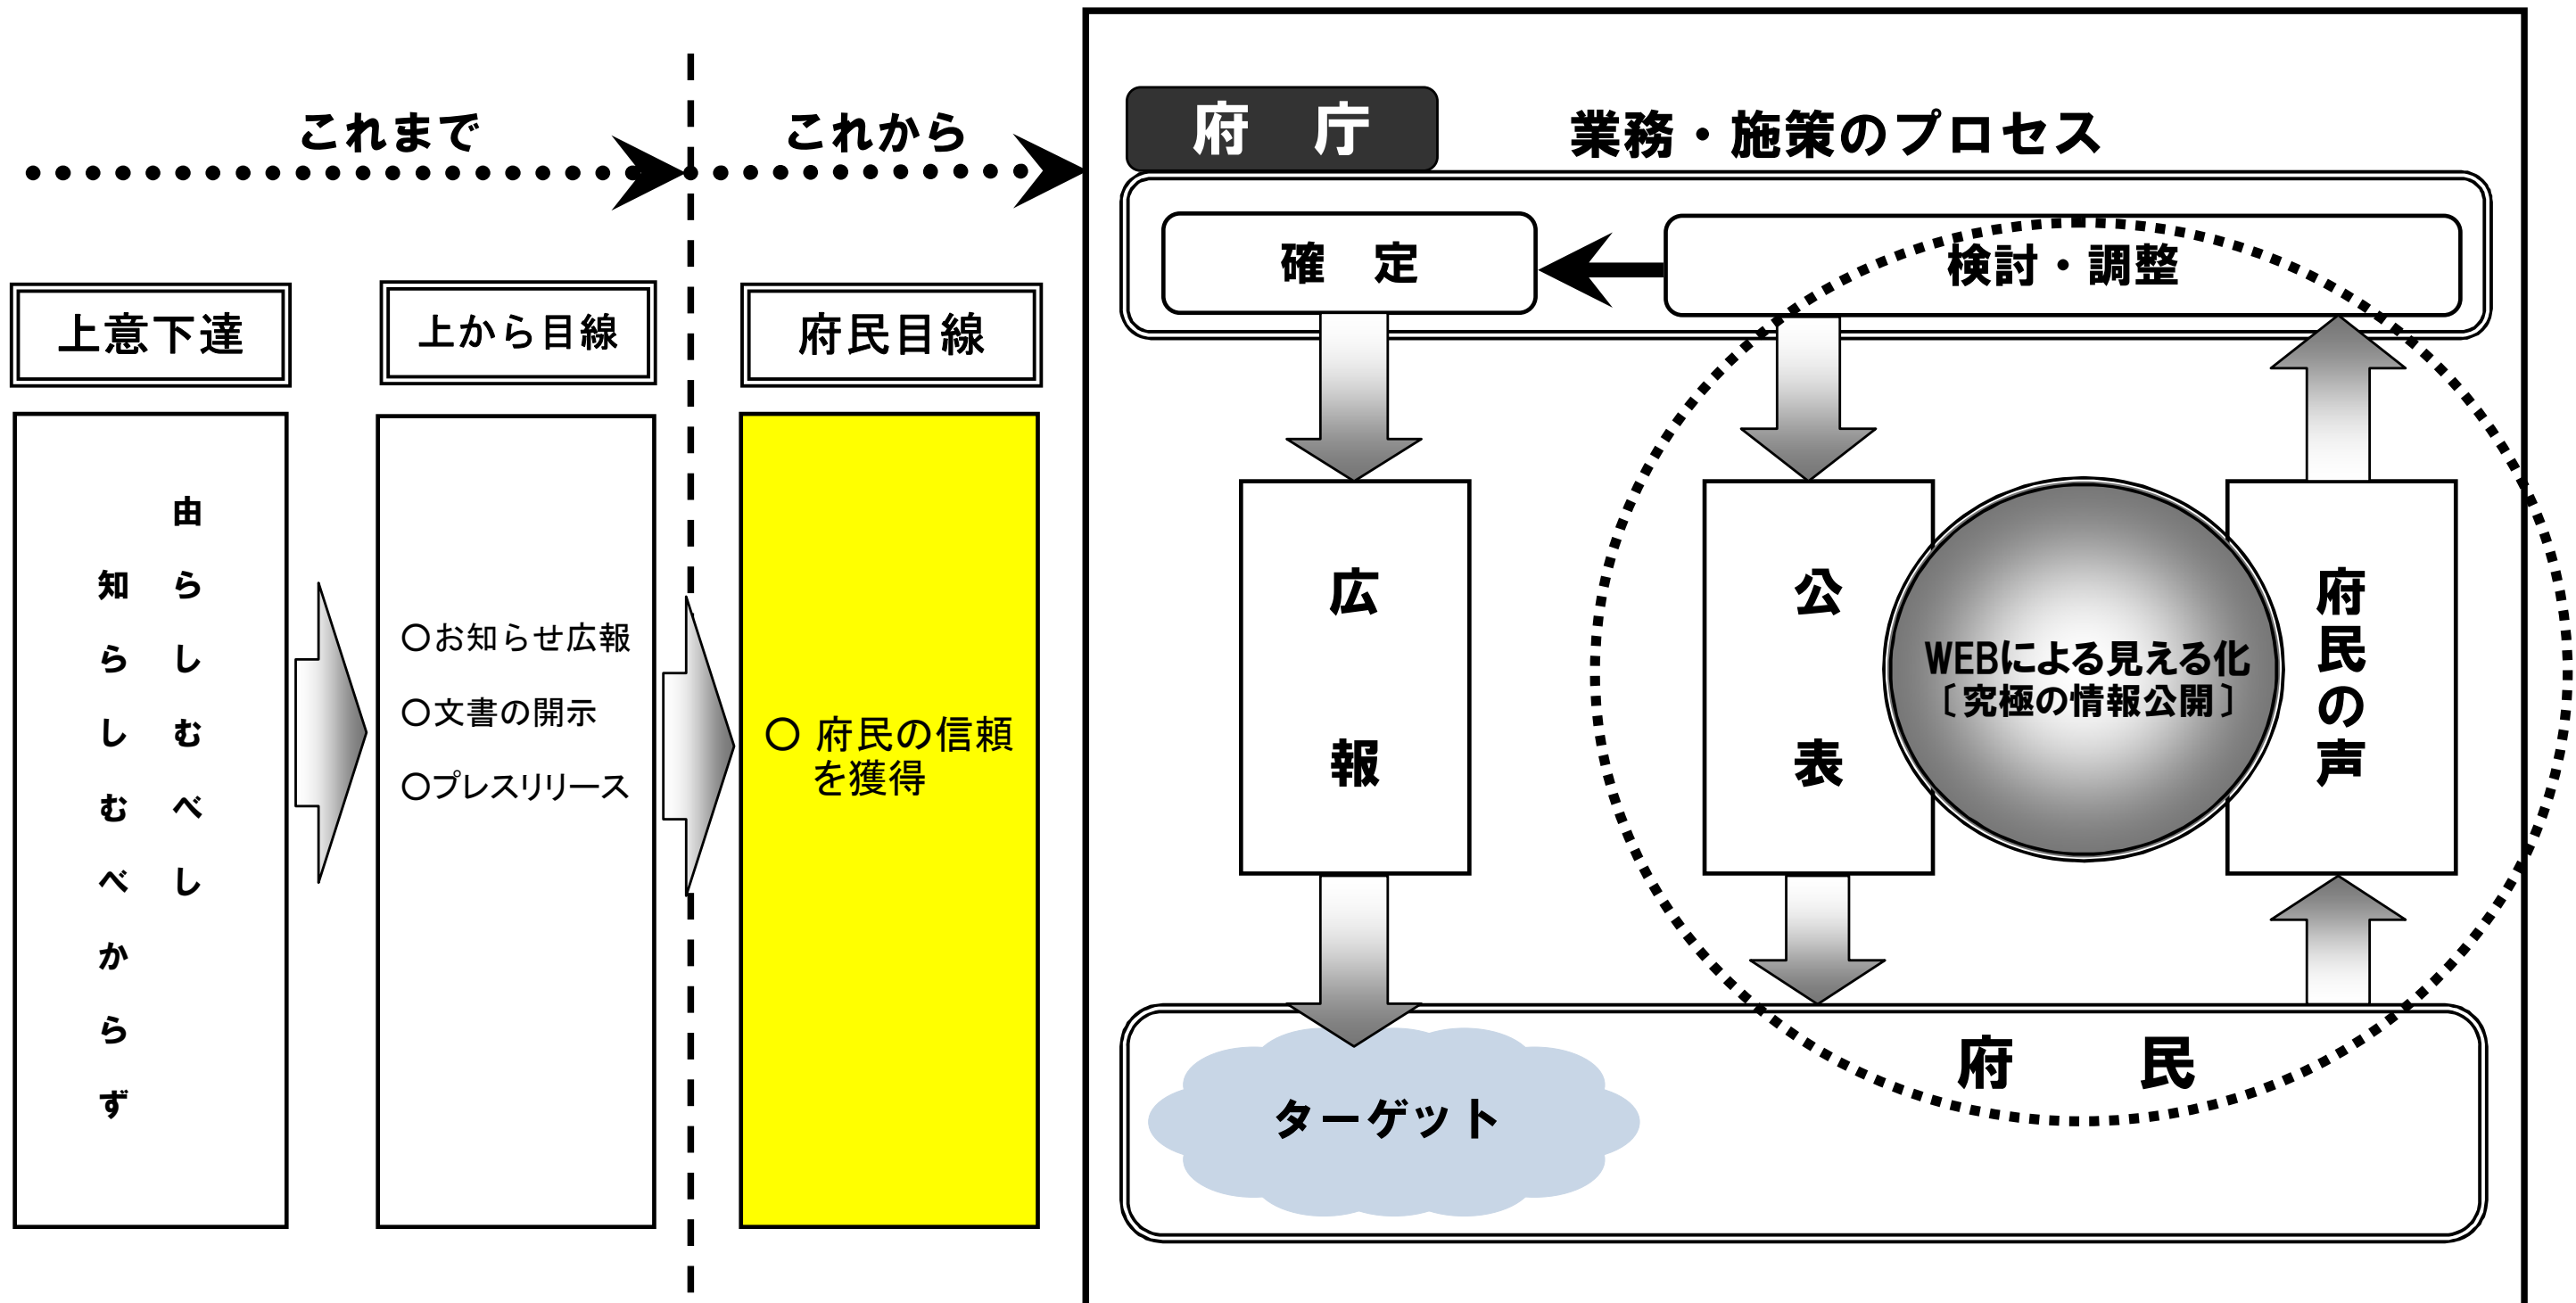 これまで
これから
府　庁
業務・施策のプロセス
確　定
検討・調整
上意下達
上から目線
府民目線
由らしむべし
知らしむべからず
〇お知らせ広報
〇文書の開示
〇プレスリリース
〇 府民の信頼
を獲得
広報
公表
WEBによる見える化
〔究極の情報公開〕
府民の声
府　民
ターゲット